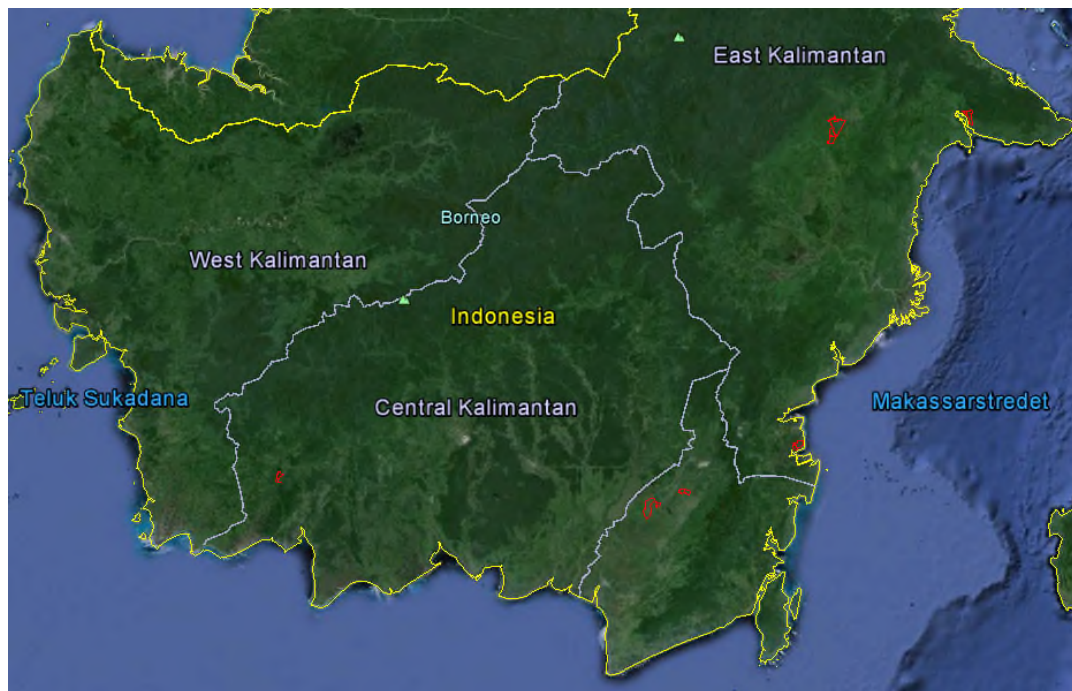 East Kalimantan
Borneo
West Kalimantan
Indonesia
Teluk Sukadana
Makassarstredet
Central Kalimantan